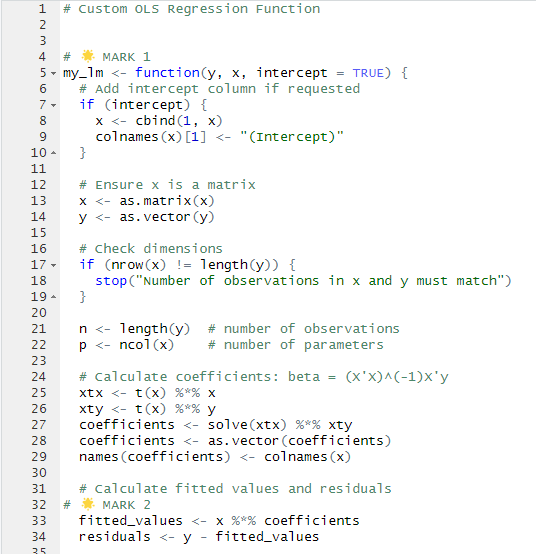 1 # Custom OLS Regression Function
2
3
4 # 🌟 MARK 1
5 my_lm <- function(y, x, intercept = TRUE) {
6   # Add intercept column if requested
7   if (intercept) {
8     x <- cbind(1, x)
9     colnames(x)[1] <- "(Intercept)"
10   }
11
12   # Ensure x is a matrix
13   x <- as.matrix(x)
14   y <- as.vector(y)
15
16   # Check dimensions
17   if (nrow(x) != length(y)) {
18     stop("Number of observations in x and y must match")
19   }
20
21   n <- length(y)  # number of observations
22   p <- ncol(x)    # number of parameters
23
24   # Calculate coefficients: beta = (X'X)^(-1)X'y
25   xtx <- t(x) %*% x
26   xty <- t(x) %*% y
27   coefficients <- solve(xtx) %*% xty
28   coefficients <- as.vector(coefficients)
29   names(coefficients) <- colnames(x)
30
31   # Calculate fitted values and residuals
32 # 🌟 MARK 2
33   fitted_values <- x %*% coefficients
34   residuals <- y - fitted_values
35